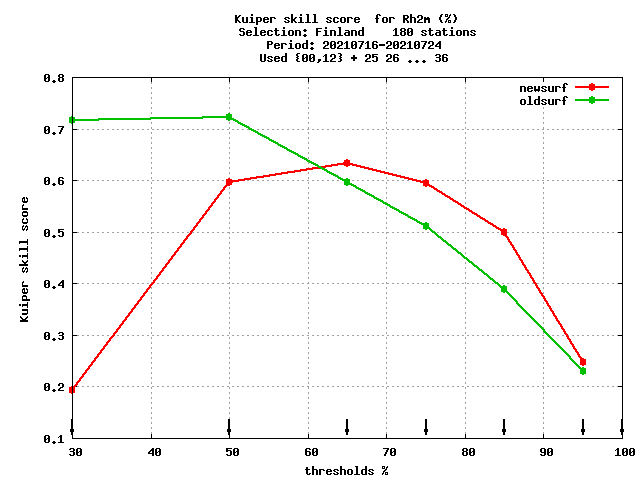 Kuiper skill score  for Rh2m (%)
Selection: Finland    180 stations
Period: 20210716-20210724
Used {00,12} + 25 26 ... 36
newsurf
oldsurf
0.8
0.7
0.6
0.5
0.4
0.3
0.2
0.1
Kuiper skill score
30 40 50 60 70 80 90 100
thresholds %